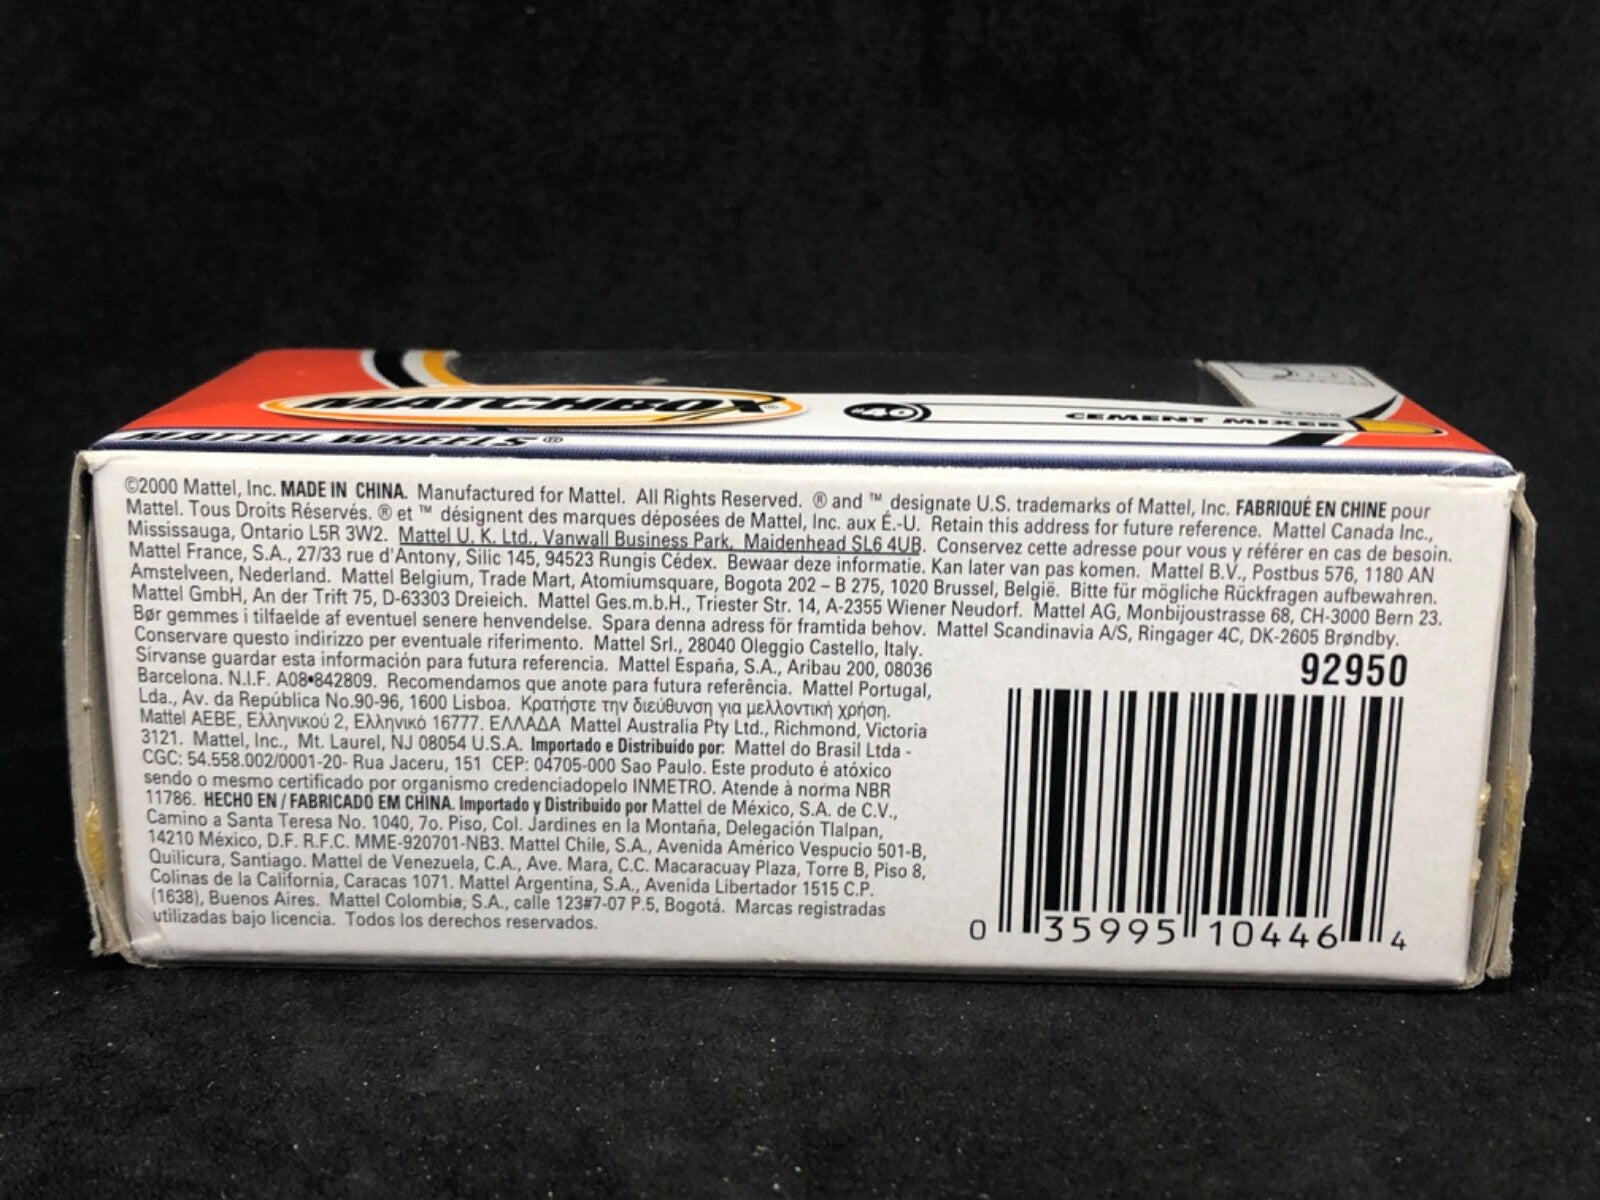 MATCHBOX®
#40
CEMENT MIXER
92950
MATTEL WHEELS®
©2000 Mattel, Inc. MADE IN CHINA. Manufactured for Mattel. All Rights Reserved. ® and ™ designate U.S. trademarks of Mattel, Inc. FABRIQUÉ EN CHINE pour
Mattel. Tous Droits Réservés. ® et ™ désignent des marques déposées de Mattel, Inc. aux É.-U. Retain this address for future reference. Mattel Canada Inc.,
Mississauga, Ontario L5R 3W2. Mattel U. K. Ltd., Vanwall Business Park, Maidenhead SL6 4UB. Conservez cette adresse pour vous y référer en cas de besoin.
Mattel France, S.A., 27/33 rue d'Antony, Silic 145, 94523 Rungis Cédex. Bewaar deze informatie. Kan later van pas komen. Mattel B.V., Postbus 576, 1180 AN
Amstelveen, Nederland. Mattel Belgium, Trade Mart, Atomiumsquare, Bogota 202 – B 275, 1020 Brussel, België. Bitte für mögliche Rückfragen aufbewahren.
Mattel GmbH, An der Trift 75, D-63303 Dreieich. Mattel Ges.m.b.H., Triester Str. 14, A-2355 Wiener Neudorf. Mattel AG, Monbijoustrasse 68, CH-3000 Bern 23.
Bør gemmes i tilfaelde af eventuel senere henvendelse. Spara denna adress för framtida behov. Mattel Scandinavia A/S, Ringager 4C, DK-2605 Brøndby.
Conservare questo indirizzo per eventuale riferimento. Mattel Srl., 28040 Oleggio Castello, Italy.
Sirvanse guardar esta información para futura referencia. Mattel España, S.A., Aribau 200, 08036
Barcelona. N.I.F. A08•842809. Recomendamos que anote para futura referência. Mattel Portugal,
Lda., Av. da República No.90-96, 1600 Lisboa. Κρατήστε την διεύθυνση για μελλοντική χρήση.
Mattel AEBE, Ελληνικού 2, Ελληνικό 16777. ΕΛΛΑΔΑ Mattel Australia Pty Ltd., Richmond, Victoria
3121. Mattel, Inc., Mt. Laurel, NJ 08054 U.S.A. Importado e Distribuido por: Mattel do Brasil Ltda -
CGC: 54.558.002/0001-20- Rua Jaceru, 151 CEP: 04705-000 Sao Paulo. Este produto é atóxico
sendo o mesmo certificado por organismo credenciadopelo INMETRO. Atende à norma NBR
11786. HECHO EN / FABRICADO EM CHINA. Importado y Distribuido por Mattel de México, S.A. de C.V.,
Camino a Santa Teresa No. 1040, 7o. Piso, Col. Jardines en la Montaña, Delegación Tlalpan,
14210 México, D.F. R.F.C. MME-920701-NB3. Mattel Chile, S.A., Avenida Américo Vespucio 501-B,
Quilicura, Santiago. Mattel de Venezuela, C.A., Ave. Mara, C.C. Macaracuay Plaza, Torre B, Piso 8,
Colinas de la California, Caracas 1071. Mattel Argentina, S.A., Avenida Libertador 1515 C.P.
(1638), Buenos Aires. Mattel Colombia, S.A., calle 123#7-07 P.5, Bogotá. Marcas registradas
utilizadas bajo licencia. Todos los derechos reservados.
92950
0 35995 10446 4